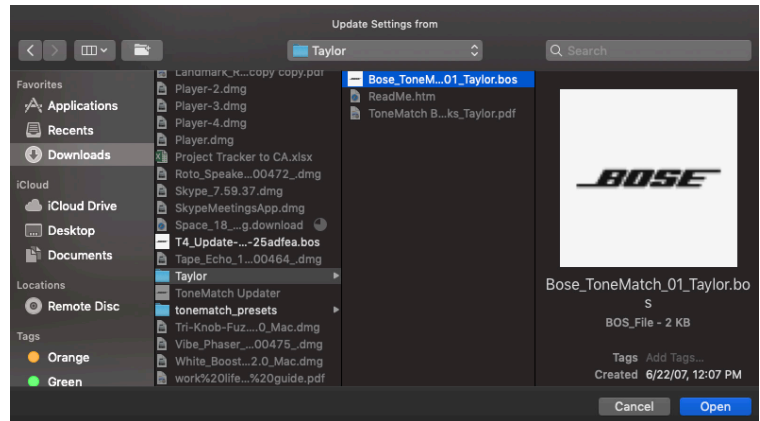 Update Settings from
Taylor
Search
Favorites
Applications
Recents
Downloads
iCloud
iCloud Drive
Desktop
Documents
Locations
Remote Disc
Tags
Orange
Green
Landmark_R...copy copy.pdf
Player-2.dmg
Player-3.dmg
Player-4.dmg
Player.dmg
Project Tracker to CA.xlsx
Roto_Speake...00472_.dmg
Skype_7.59.37.dmg
SkypeMeetingsApp.dmg
Space_18_...g.download
T4_Update-...-25adfea.bos
Tape_Echo_1...00464_.dmg
Taylor
ToneMatch Updater
tonematch_presets
Tri-Knob-Fuz....0_Mac.dmg
Vibe_Phaser_...00475_.dmg
White_Boost...2.0_Mac.dmg
work%20life...%20guide.pdf
Bose_ToneM...01_Taylor.bos
ReadMe.htm
ToneMatch B...ks_Taylor.pdf
BOSE
Bose_ToneMatch_01_Taylor.bo
s
BOS_File - 2 KB
Tags Add Tags...
Created 6/22/07, 12:07 PM
Cancel
Open